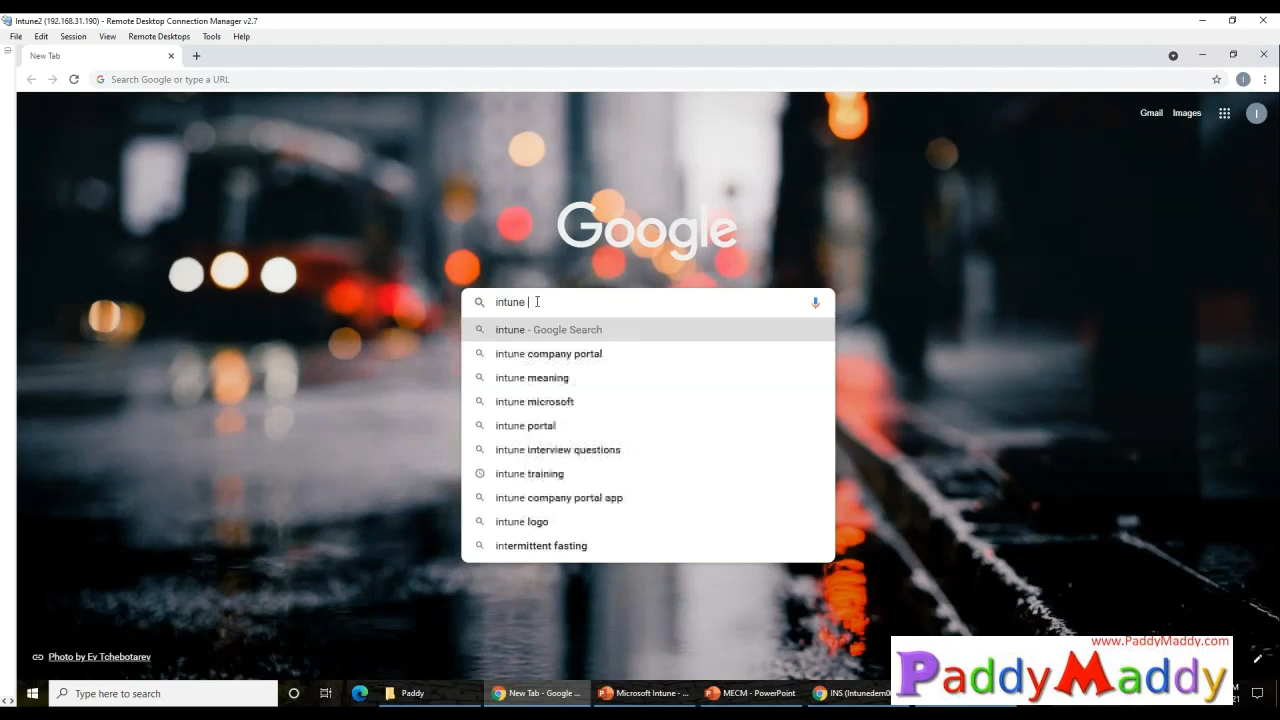 Intune2 (192.168.31.190) - Remote Desktop Connection Manager v2.7
File Edit Session View Remote Desktops Tools Help
New Tab
Search Google or type a URL
Gmail Images
I
Google
intune
intune - Google Search
intune company portal
intune meaning
intune microsoft
intune portal
intune interview questions
intune training
intune company portal app
intune logo
intermittent fasting
Photo by Ev Tchebotarev
www.PaddyMaddy.com
PaddyMaddy
Type here to search
Paddy
New Tab - Google ...
Microsoft Intune - ...
MECM - PowerPoint